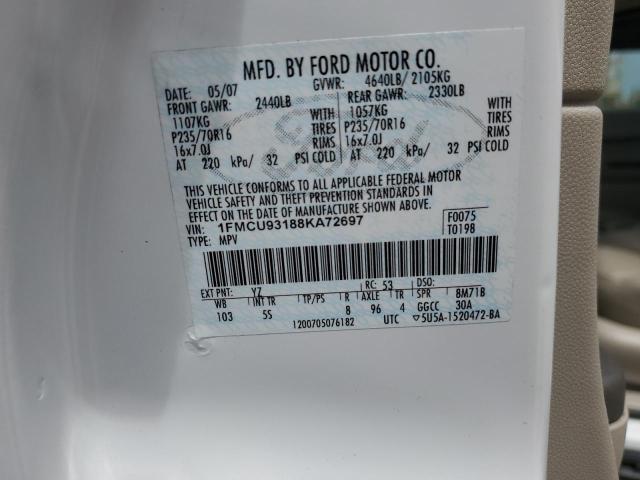 MFD. BY FORD MOTOR CO.
DATE: 05/07 GVWR: 4640LB/ 2105KG
FRONT GAWR: 2440LB REAR GAWR: 2330LB
1107KG WITH 1057KG WITH
P235/70R16 TIRES P235/70R16 TIRES
16x7.0J RIMS 16x7.0J RIMS
AT 220 kPa/ 32 PSI COLD AT 220 kPa/ 32 PSI COLD
THIS VEHICLE CONFORMS TO ALL APPLICABLE FEDERAL MOTOR
VEHICLE SAFETY AND THEFT PREVENTION STANDARDS IN
EFFECT ON THE DATE OF MANUFACTURE SHOWN ABOVE.
VIN: 1FMCU93188KA72697 F0075
TYPE: MPV T0198
EXT PNT: YZ RC: 53 DSO:
WB INT TR TP/PS R AXLE TR SPR BM71B
103 5S 8 96 4 GGCC 30A
1200705076182 UTC ▽5U5A-1520472-BA
Ford